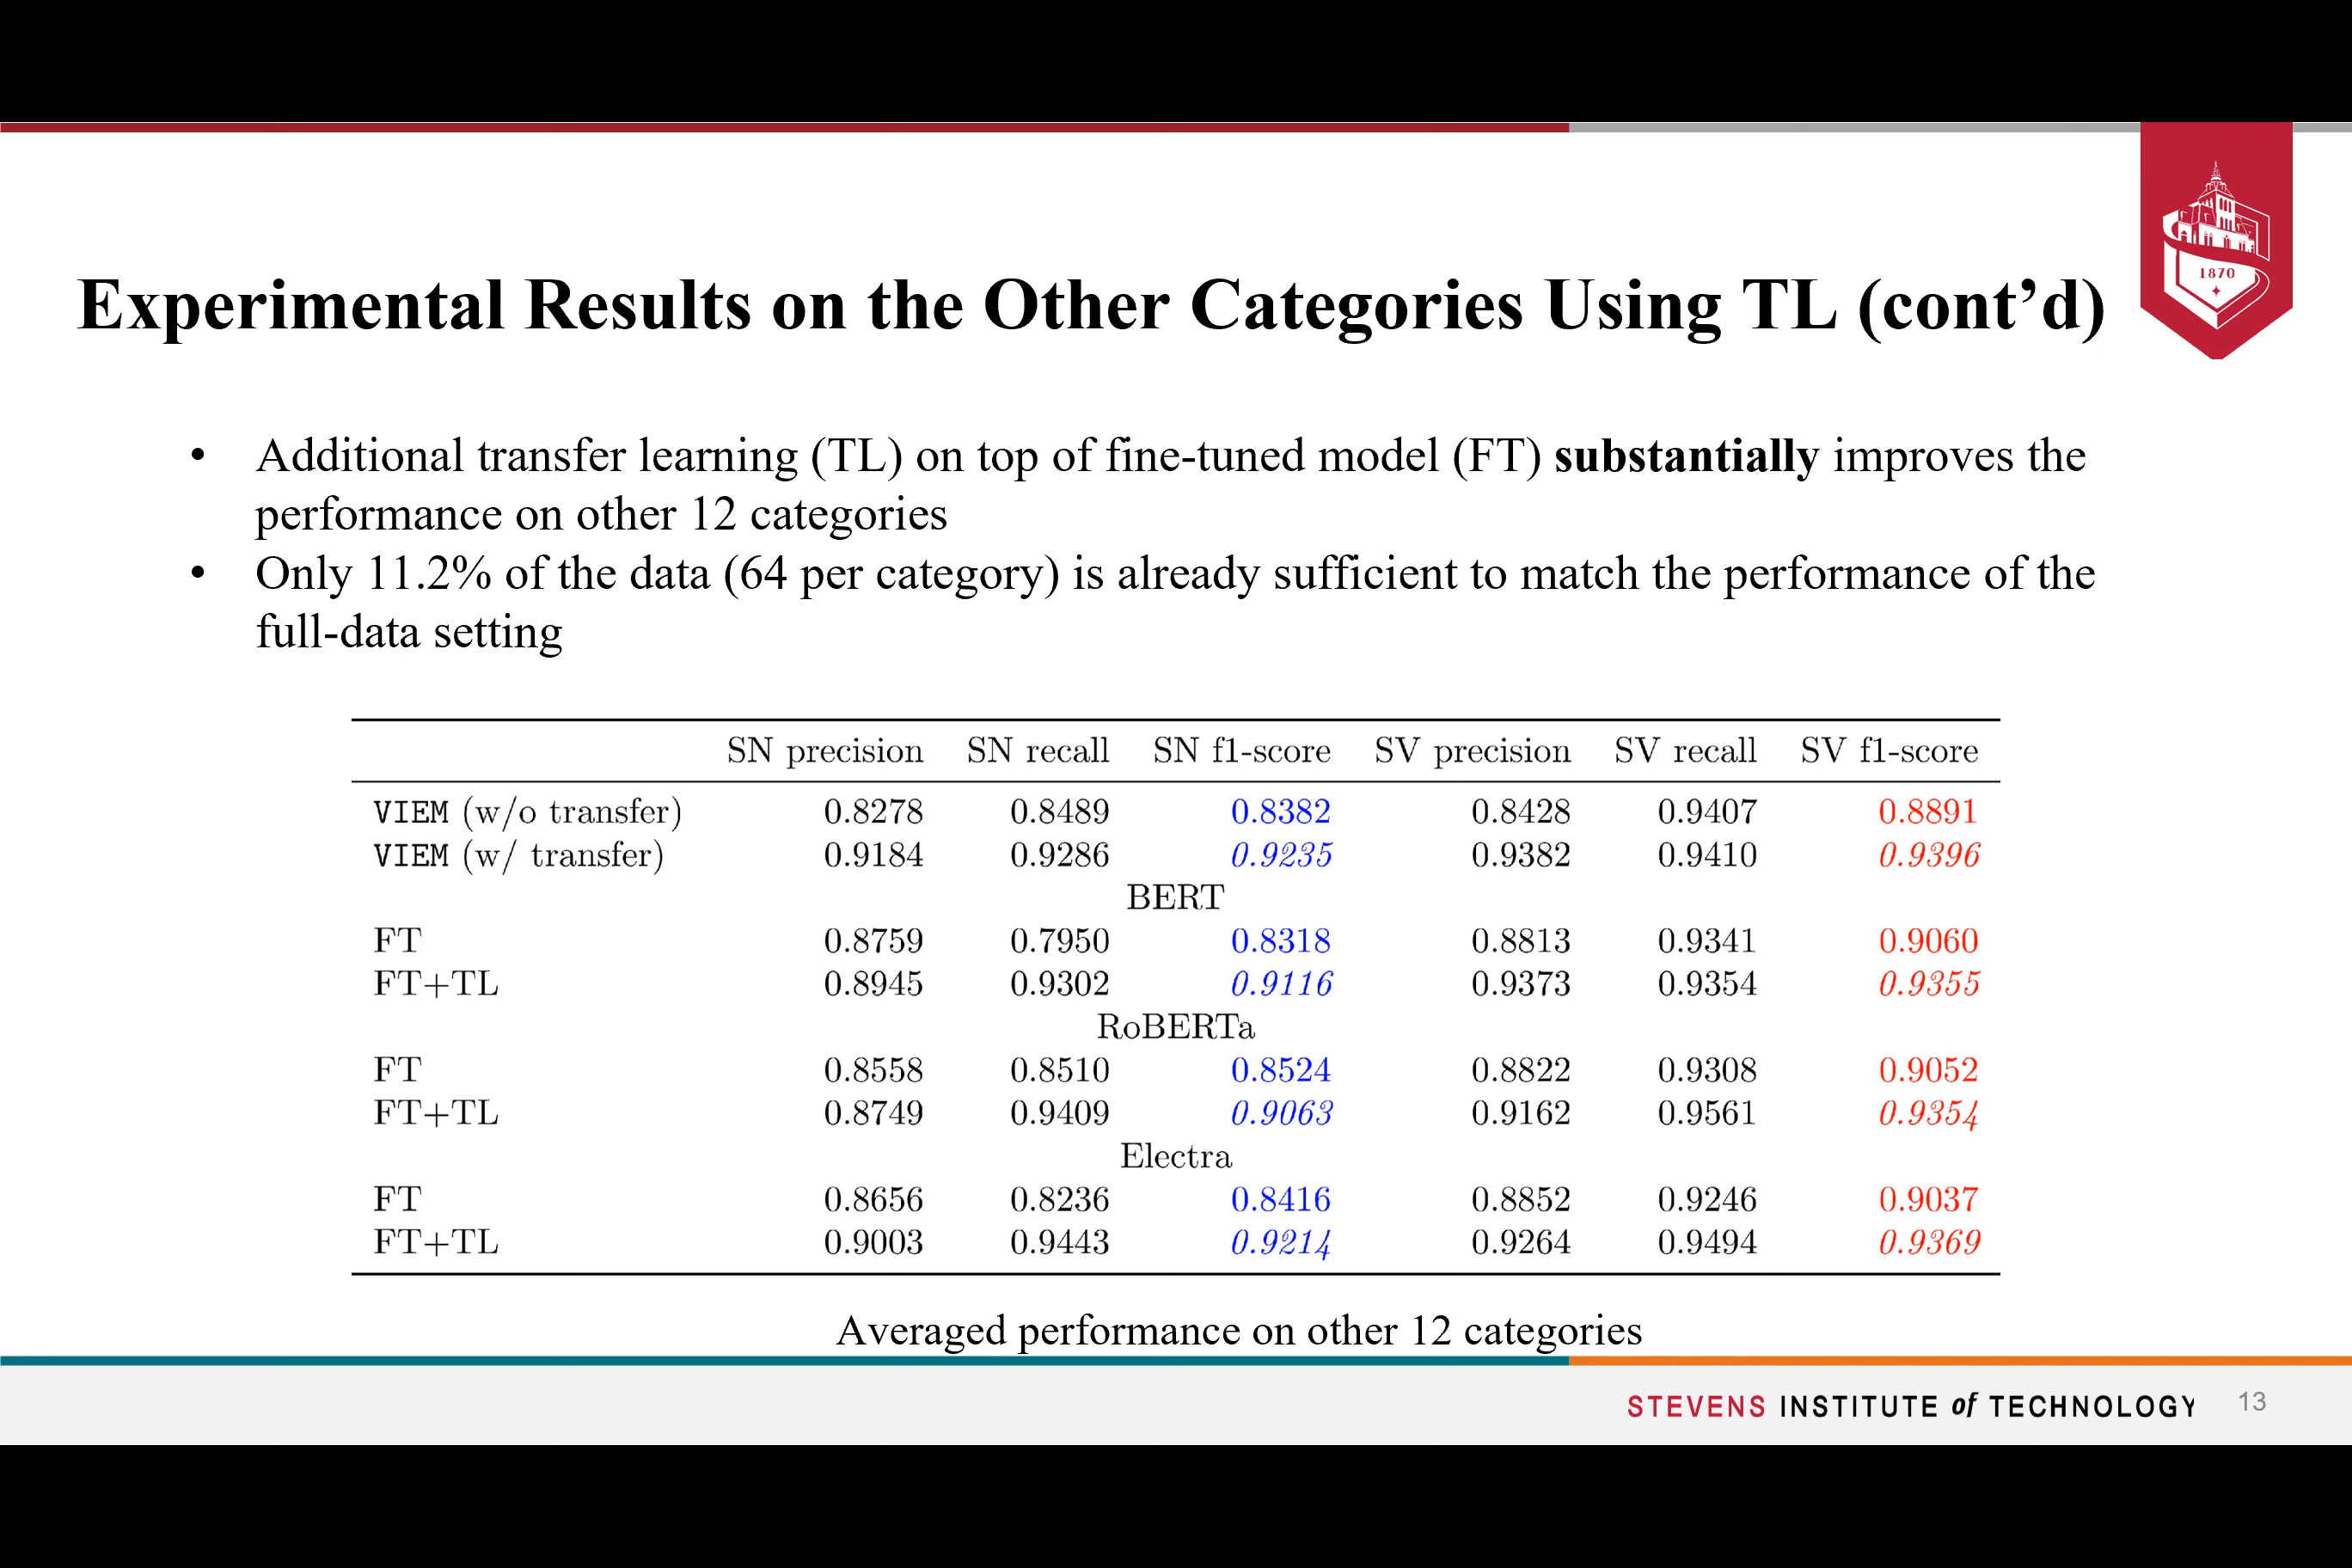 1870
Experimental Results on the Other Categories Using TL (cont’d)
• Additional transfer learning (TL) on top of fine-tuned model (FT) substantially improves the
performance on other 12 categories
• Only 11.2% of the data (64 per category) is already sufficient to match the performance of the
full-data setting
SN precision SN recall SN f1-score SV precision SV recall SV f1-score
VIEM (w/o transfer) 0.8278 0.8489 0.8382 0.8428 0.9407 0.8891
VIEM (w/ transfer) 0.9184 0.9286 0.9235 0.9382 0.9410 0.9396
BERT
FT 0.8759 0.7950 0.8318 0.8813 0.9341 0.9060
FT+TL 0.8945 0.9302 0.9116 0.9373 0.9354 0.9355
RoBERTa
FT 0.8558 0.8510 0.8524 0.8822 0.9308 0.9052
FT+TL 0.8749 0.9409 0.9063 0.9162 0.9561 0.9354
Electra
FT 0.8656 0.8236 0.8416 0.8852 0.9246 0.9037
FT+TL 0.9003 0.9443 0.9214 0.9264 0.9494 0.9369
Averaged performance on other 12 categories
STEVENS INSTITUTE of TECHNOLOGY 13